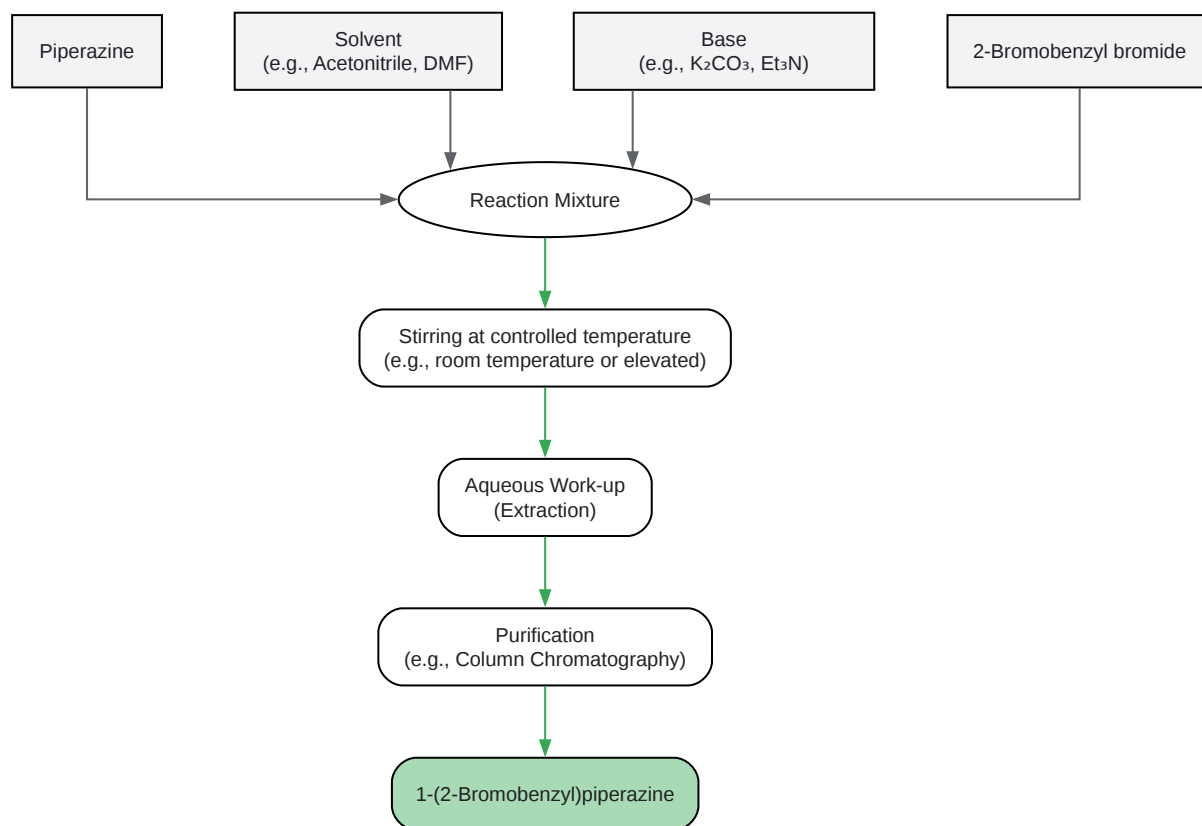 Piperazine
Solvent
(e.g., Acetonitrile, DMF)
Base
(e.g., K₂CO₃, Et₃N)
2-Bromobenzyl bromide
Reaction Mixture
Stirring at controlled temperature
(e.g., room temperature or elevated)
Aqueous Work-up
(Extraction)
Purification
(e.g., Column Chromatography)
1-(2-Bromobenzyl)piperazine